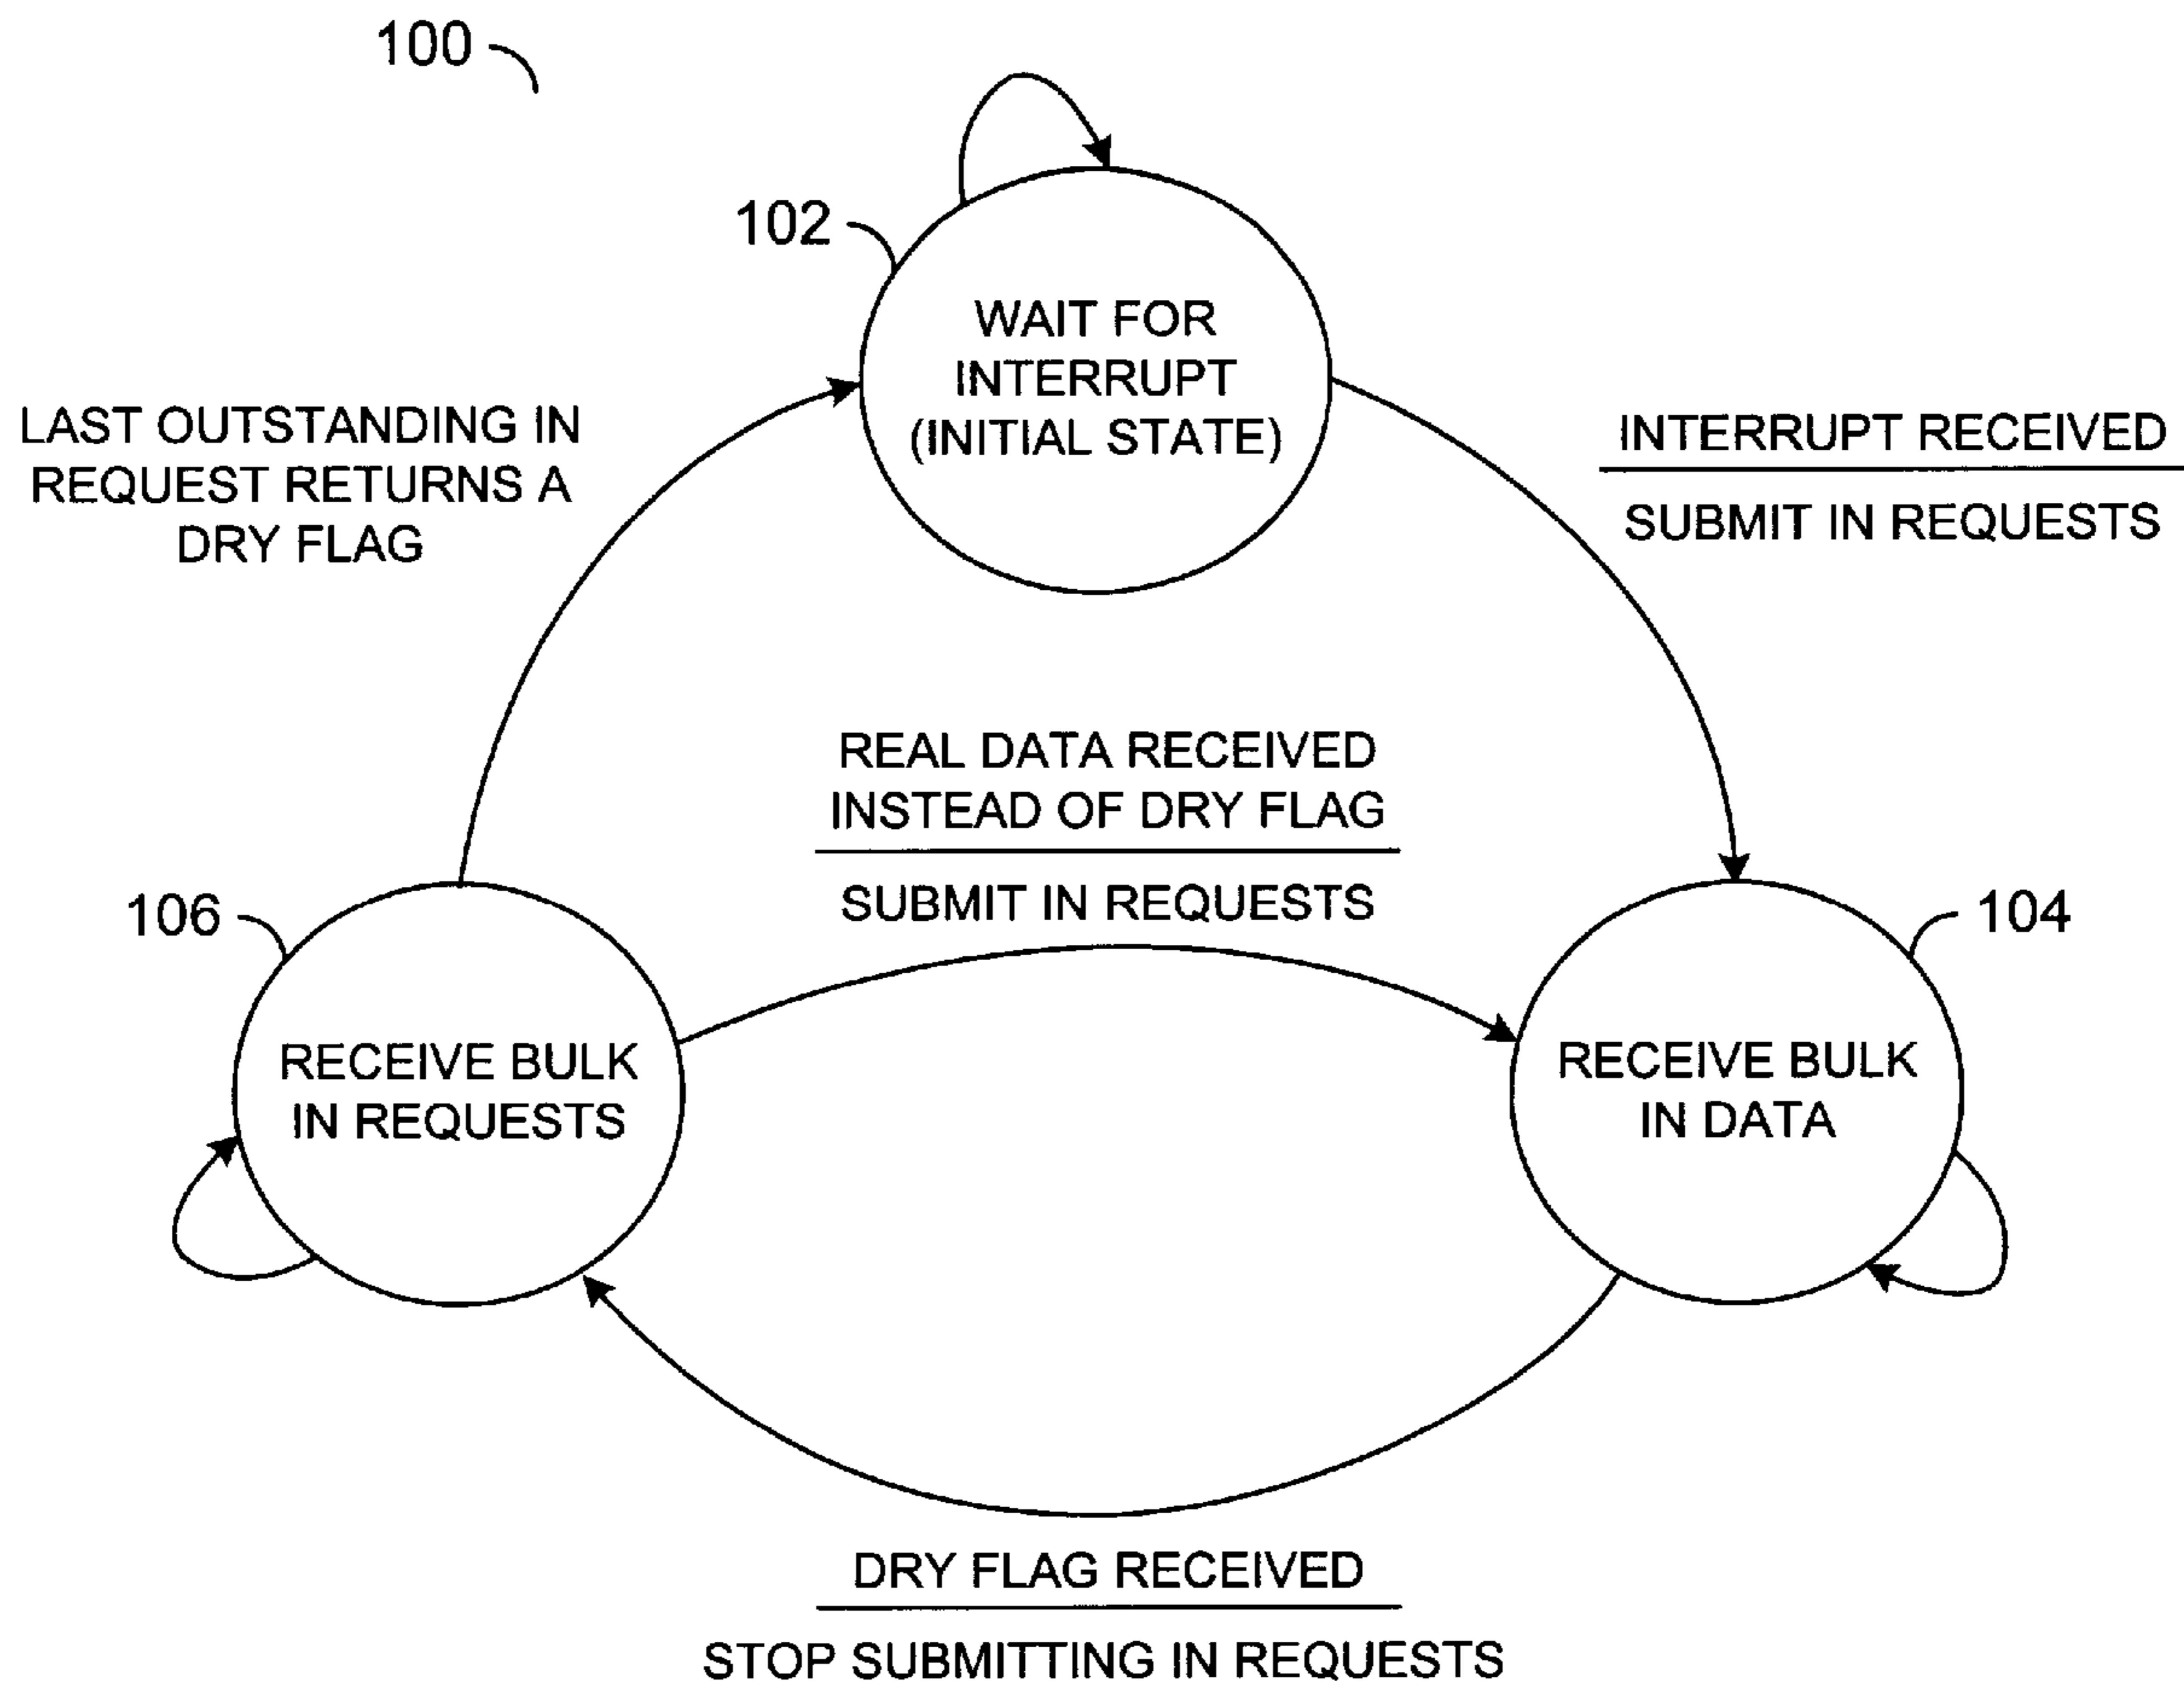 100
102
WAIT FOR
INTERRUPT
(INITIAL STATE)
LAST OUTSTANDING IN
REQUEST RETURNS A
DRY FLAG
INTERRUPT RECEIVED
SUBMIT IN REQUESTS
REAL DATA RECEIVED
INSTEAD OF DRY FLAG
SUBMIT IN REQUESTS
106
104
RECEIVE BULK
IN REQUESTS
RECEIVE BULK
IN DATA
DRY FLAG RECEIVED
STOP SUBMITTING IN REQUESTS